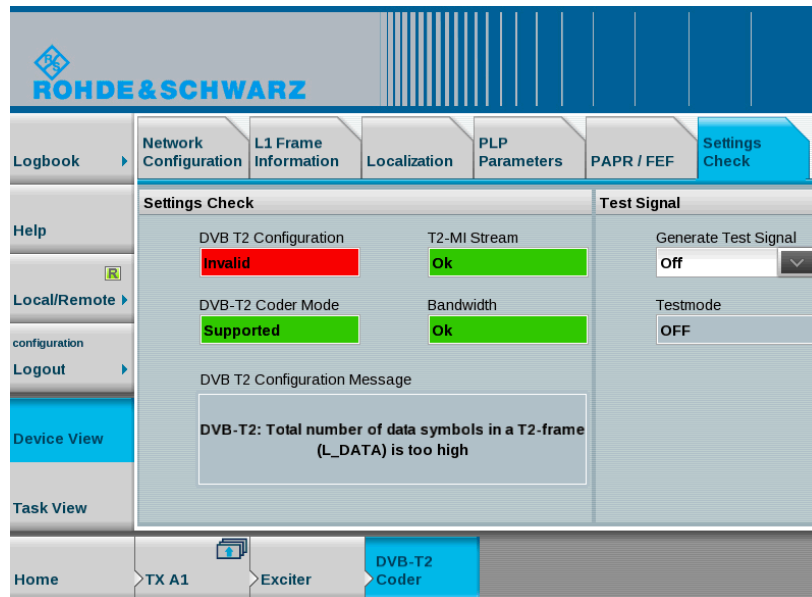 R S
ROHDE&SCHWARZ
Logbook
Help
R
Local/Remote
configuration
Logout
Device View
Task View
Network
Configuration
L1 Frame
Information
Localization
PLP
Parameters
PAPR / FEF
Settings
Check
Settings Check
DVB T2 Configuration
Invalid
T2-MI Stream
Ok
DVB-T2 Coder Mode
Supported
Bandwidth
Ok
DVB T2 Configuration Message
DVB-T2: Total number of data symbols in a T2-frame
(L_DATA) is too high
Test Signal
Generate Test Signal
Off
Testmode
OFF
Home
TX A1
Exciter
DVB-T2
Coder